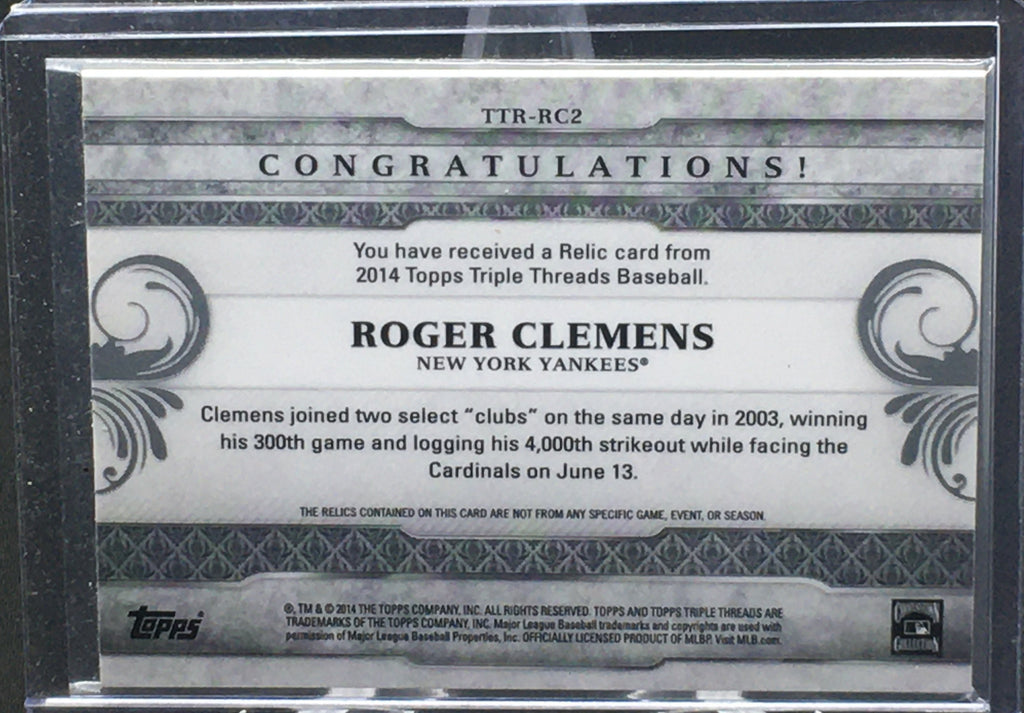 TTR-RC2
CONGRATULATIONS!
You have received a Relic card from
2014 Topps Triple Threads Baseball.
ROGER CLEMENS
NEW YORK YANKEES®
Clemens joined two select "clubs" on the same day in 2003, winning
his 300th game and logging his 4,000th strikeout while facing the
Cardinals on June 13.
THE RELICS CONTAINED ON THIS CARD ARE NOT FROM ANY SPECIFIC GAME, EVENT, OR SEASON.
®, TM & © 2014 THE TOPPS COMPANY, INC. ALL RIGHTS RESERVED. TOPPS AND TOPPS TRIPLE THREADS ARE
TRADEMARKS OF THE TOPPS COMPANY, INC. Major League Baseball trademarks and copyrights are used with
permission of Major League Baseball Properties, Inc. OFFICIALLY LICENSED PRODUCT OF MLBP. Visit MLB.com.
Topps®